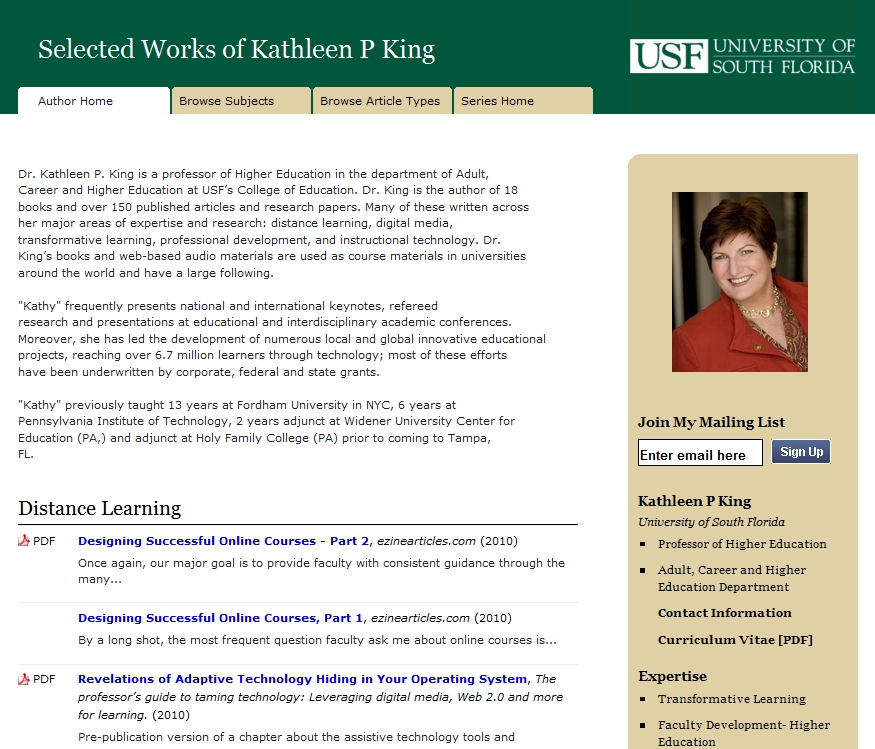 Selected Works of Kathleen P King
USF UNIVERSITY OF
SOUTH FLORIDA
Author Home
Browse Subjects
Browse Article Types
Series Home
Dr. Kathleen P. King is a professor of Higher Education in the department of Adult,
Career and Higher Education at USF’s College of Education. Dr. King is the author of 18
books and over 150 published articles and research papers. Many of these written across
her major areas of expertise and research: distance learning, digital media,
transformative learning, professional development, and instructional technology. Dr.
King’s books and web-based audio materials are used as course materials in universities
around the world and have a large following.
"Kathy" frequently presents national and international keynotes, refereed
research and presentations at educational and interdisciplinary academic conferences.
Moreover, she has led the development of numerous local and global innovative educational
projects, reaching over 6.7 million learners through technology; most of these efforts
have been underwritten by corporate, federal and state grants.
"Kathy" previously taught 13 years at Fordham University in NYC, 6 years at
Pennsylvania Institute of Technology, 2 years adjunct at Widener University Center for
Education (PA,) and adjunct at Holy Family College (PA) prior to coming to Tampa,
FL.
Distance Learning
PDF Designing Successful Online Courses - Part 2, ezinearticles.com (2010)
Once again, our major goal is to provide faculty with consistent guidance through the
many...
Designing Successful Online Courses, Part 1, ezinearticles.com (2010)
By a long shot, the most frequent question faculty ask me about online courses is...
PDF Revelations of Adaptive Technology Hiding in Your Operating System, The
professor’s guide to taming technology: Leveraging digital media, Web 2.0 and more
for learning. (2010)
Pre-publication version of a chapter about the assistive technology tools and
Join My Mailing List
Enter email here
Sign Up
Kathleen P King
University of South Florida
Professor of Higher Education
Adult, Career and Higher
Education Department
Contact Information
Curriculum Vitae [PDF]
Expertise
Transformative Learning
Faculty Development- Higher
Education